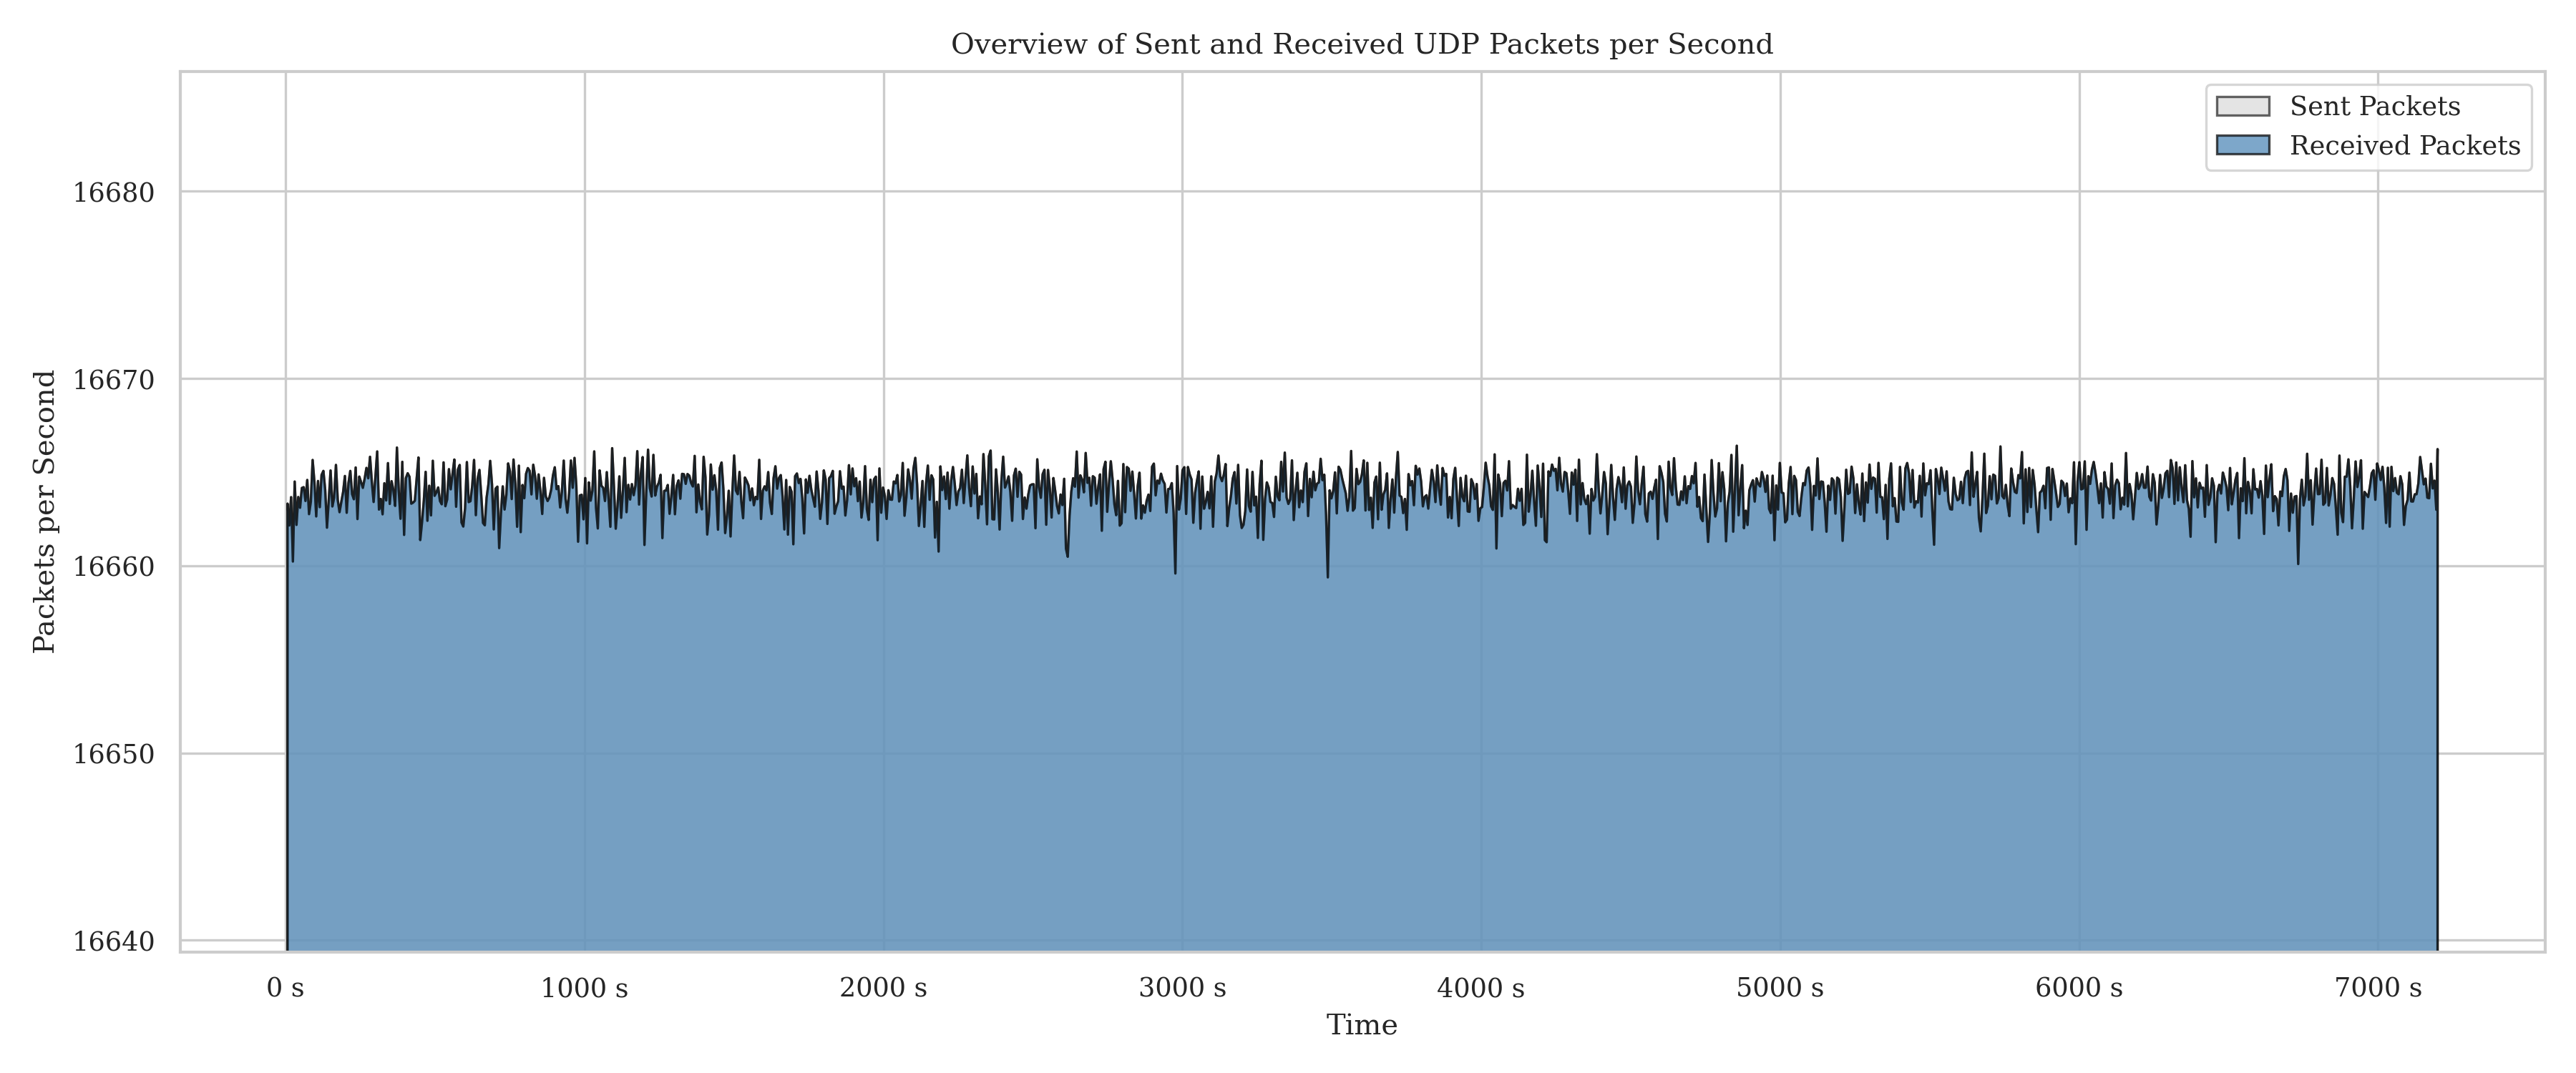 Overview of Sent and Received UDP Packets per Second
Sent Packets
Received Packets
Packets per Second
16680
16670
16660
16650
16640
0 s
1000 s
2000 s
3000 s
4000 s
5000 s
6000 s
7000 s
Time